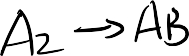 A₂ → AB